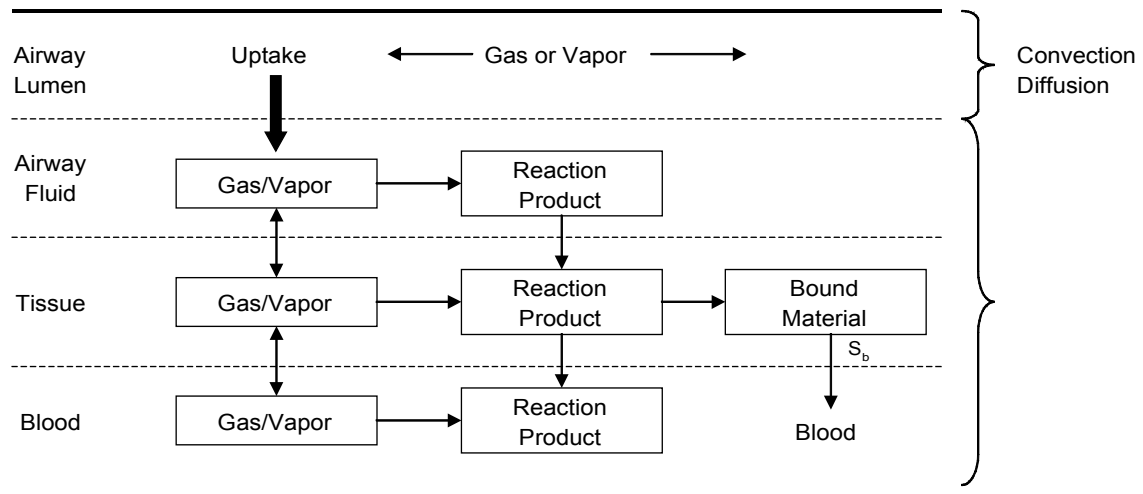 Airway
Lumen
Uptake
Gas or Vapor
Convection
Diffusion
Airway
Fluid
Gas/Vapor
Reaction
Product
Tissue
Gas/Vapor
Reaction
Product
Bound
Material
S_b
Blood
Gas/Vapor
Reaction
Product
Blood